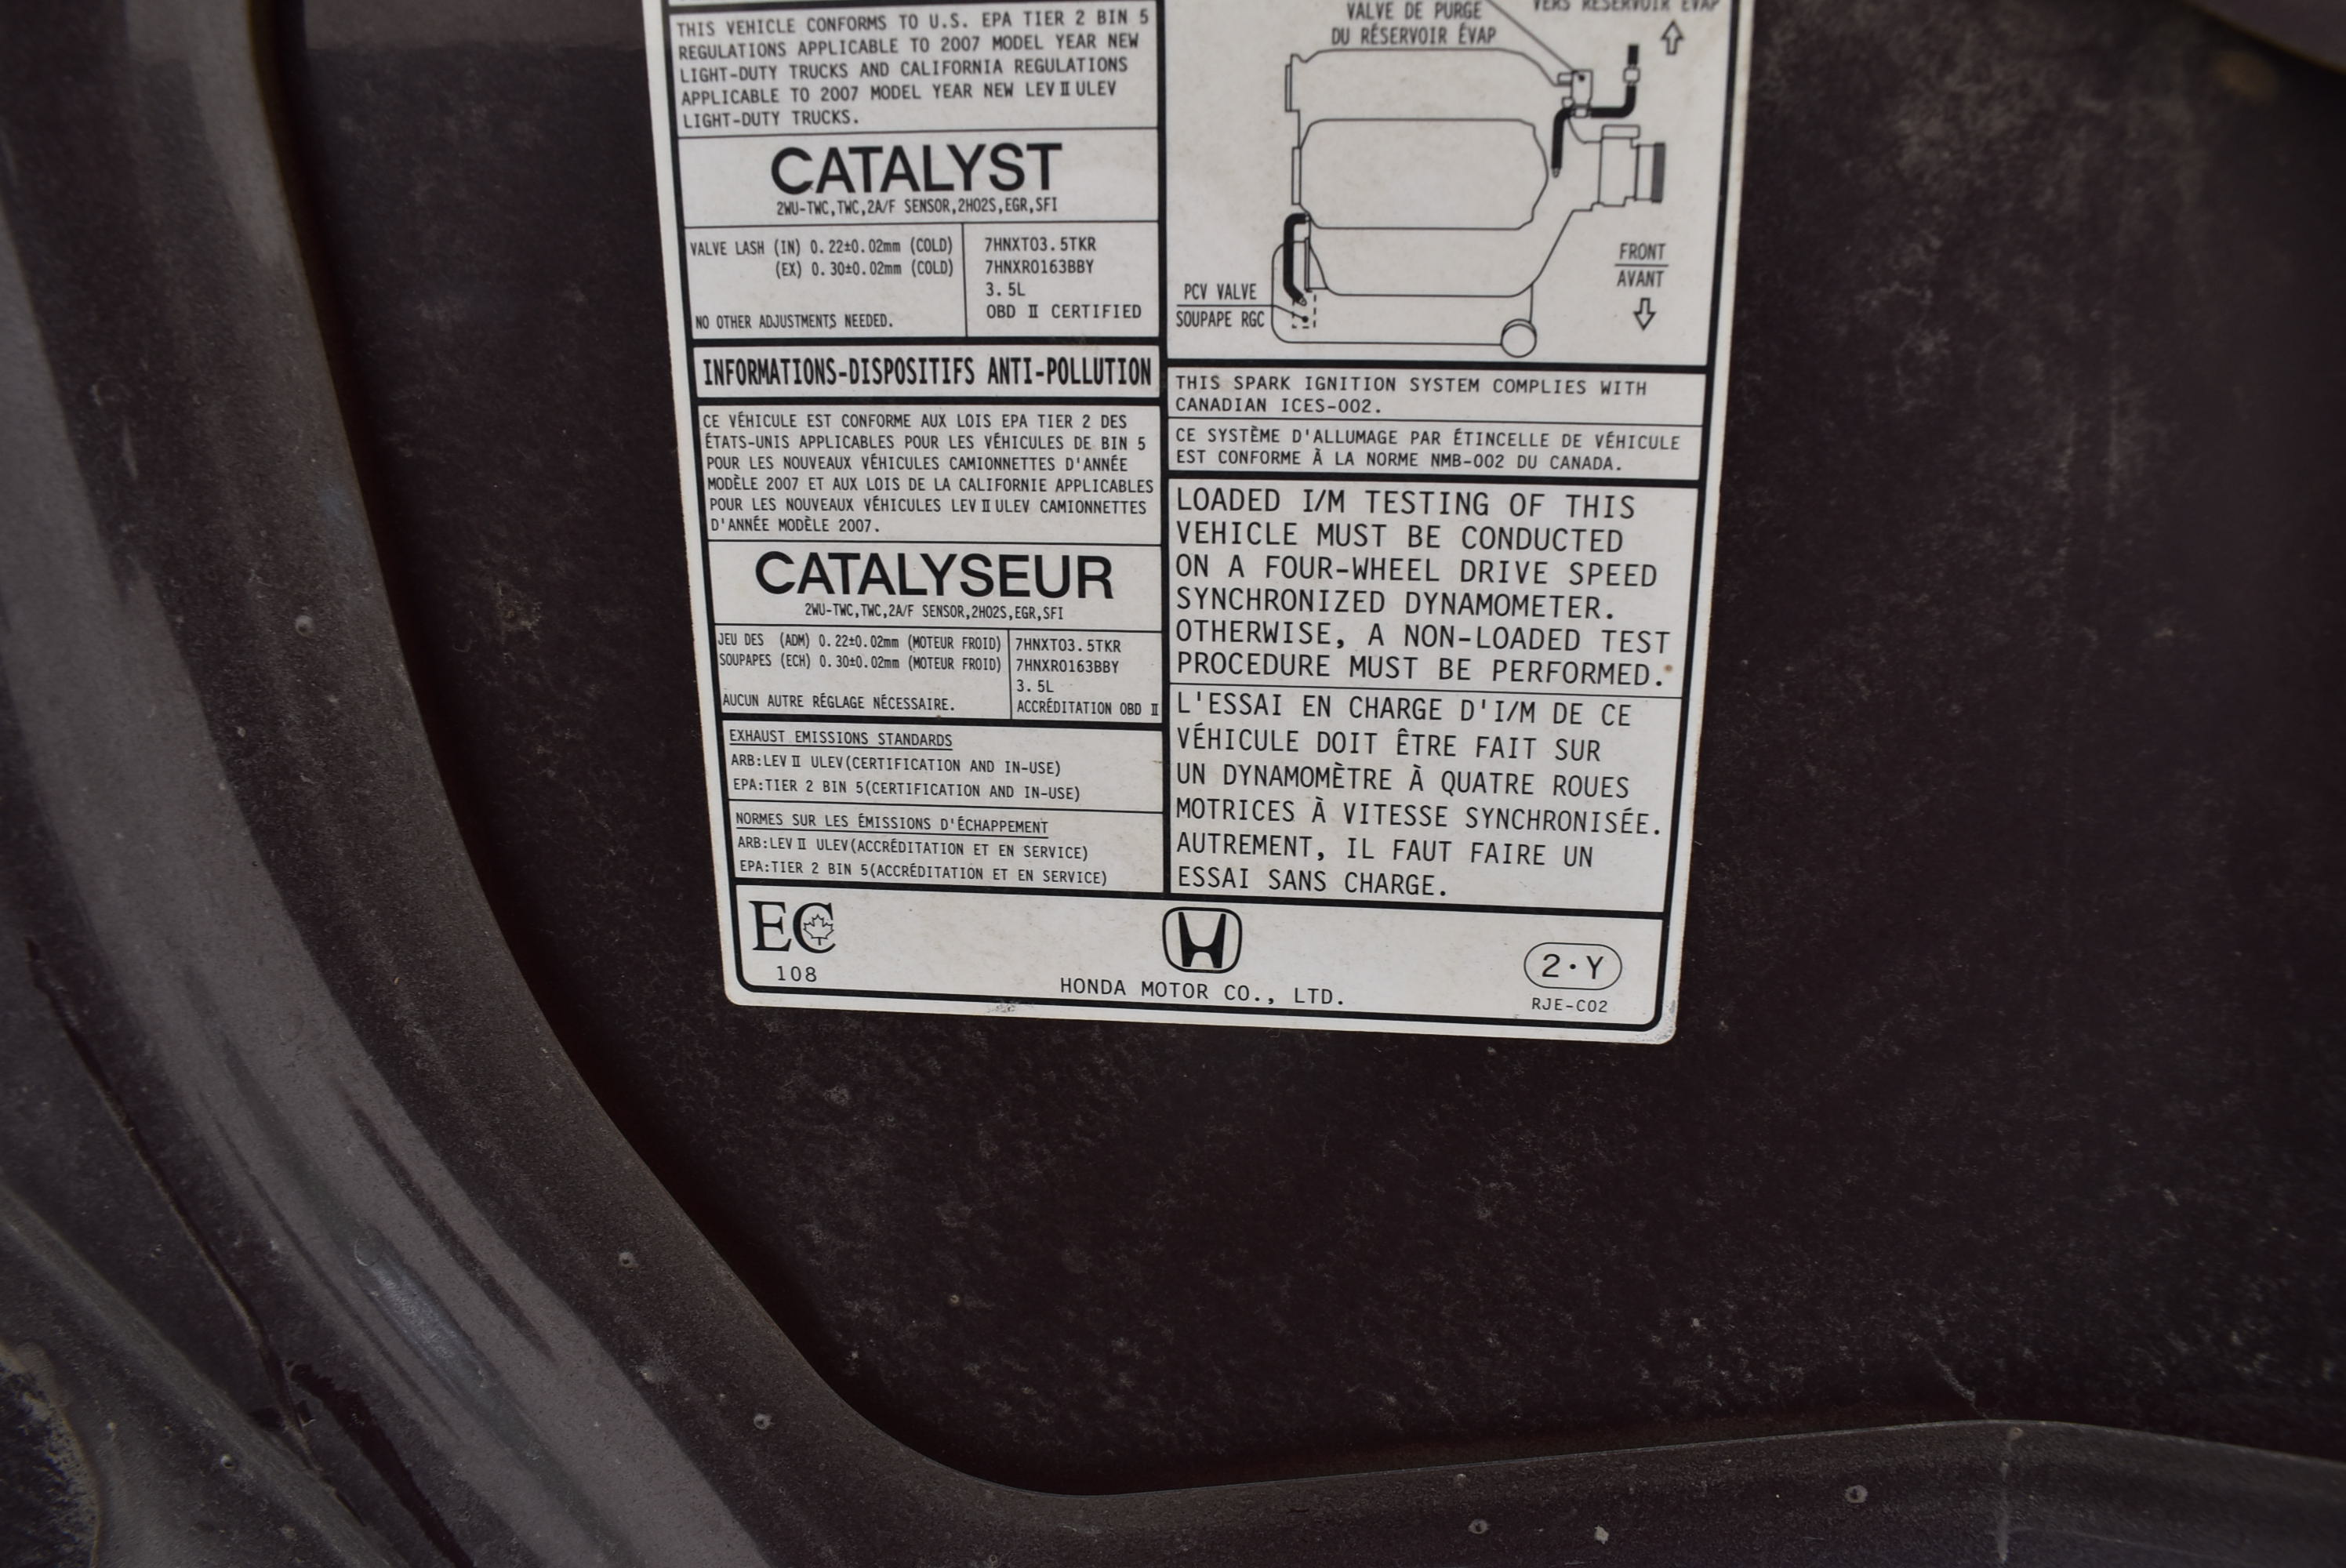 THIS VEHICLE CONFORMS TO U.S. EPA TIER 2 BIN 5
REGULATIONS APPLICABLE TO 2007 MODEL YEAR NEW
LIGHT-DUTY TRUCKS AND CALIFORNIA REGULATIONS
APPLICABLE TO 2007 MODEL YEAR NEW LEV II ULEV
LIGHT-DUTY TRUCKS.
CATALYST
2WU-TWC,TWC,2A/F SENSOR,2HO2S,EGR,SFI
VALVE LASH (IN) 0.22±0.02mm (COLD)
(EX) 0.30±0.02mm (COLD)
NO OTHER ADJUSTMENTS NEEDED.
7HNXT03.5TKR
7HNXR0163BBY
3.5L
OBD II CERTIFIED
INFORMATIONS-DISPOSITIFS ANTI-POLLUTION
CE VÉHICULE EST CONFORME AUX LOIS EPA TIER 2 DES
ÉTATS-UNIS APPLICABLES POUR LES VÉHICULES DE BIN 5
POUR LES NOUVEAUX VÉHICULES CAMIONNETTES D'ANNÉE
MODÈLE 2007 ET AUX LOIS DE LA CALIFORNIE APPLICABLES
POUR LES NOUVEAUX VÉHICULES LEV II ULEV CAMIONNETTES
D'ANNÉE MODÈLE 2007.
CATALYSEUR
2WU-TWC,TWC,2A/F SENSOR,2HO2S,EGR,SFI
JEU DES (ADM) 0.22±0.02mm (MOTEUR FROID)
SOUPAPES (ECH) 0.30±0.02mm (MOTEUR FROID)
AUCUN AUTRE RÉGLAGE NÉCESSAIRE.
7HNXT03.5TKR
7HNXR0163BBY
3.5L
ACCRÉDITATION OBD II
EXHAUST EMISSIONS STANDARDS
ARB:LEV II ULEV(CERTIFICATION AND IN-USE)
EPA:TIER 2 BIN 5(CERTIFICATION AND IN-USE)
NORMES SUR LES ÉMISSIONS D'ÉCHAPPEMENT
ARB:LEV II ULEV(ACCRÉDITATION ET EN SERVICE)
EPA:TIER 2 BIN 5(ACCRÉDITATION ET EN SERVICE)
VALVE DE PURGE
DU RÉSERVOIR ÉVAP
VERS RÉSERVOIR ÉVAP
FRONT
AVANT
PCV VALVE
SOUPAPE RGC
THIS SPARK IGNITION SYSTEM COMPLIES WITH
CANADIAN ICES-002.
CE SYSTÈME D'ALLUMAGE PAR ÉTINCELLE DE VÉHICULE
EST CONFORME À LA NORME NMB-002 DU CANADA.
LOADED I/M TESTING OF THIS
VEHICLE MUST BE CONDUCTED
ON A FOUR-WHEEL DRIVE SPEED
SYNCHRONIZED DYNAMOMETER.
OTHERWISE, A NON-LOADED TEST
PROCEDURE MUST BE PERFORMED.
L'ESSAI EN CHARGE D'I/M DE CE
VÉHICULE DOIT ÊTRE FAIT SUR
UN DYNAMOMÈTRE À QUATRE ROUES
MOTRICES À VITESSE SYNCHRONISÉE.
AUTREMENT, IL FAUT FAIRE UN
ESSAI SANS CHARGE.
EC
108
HONDA MOTOR CO., LTD.
2·Y
RJE-C02